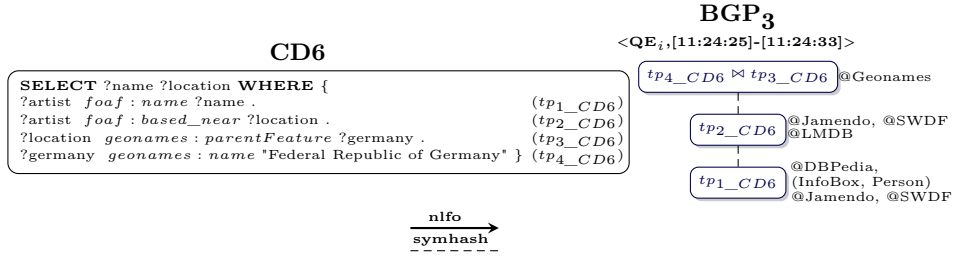 CD6
SELECT ?name ?location WHERE {
?artist foaf : name ?name . (tp1_CD6)
?artist foaf : based_near ?location . (tp2_CD6)
?location geonames : parentFeature ?germany . (tp3_CD6)
?germany geonames : name "Federal Republic of Germany" } (tp4_CD6)
BGP3
<QEi,[11:24:25]-[11:24:33]>
tp4_CD6 ⋈ tp3_CD6 @Geonames
tp2_CD6 @Jamendo, @SWDF
@LMDB
tp1_CD6 @DBPedia,
(InfoBox, Person)
@Jamendo, @SWDF
nlfo
symhash